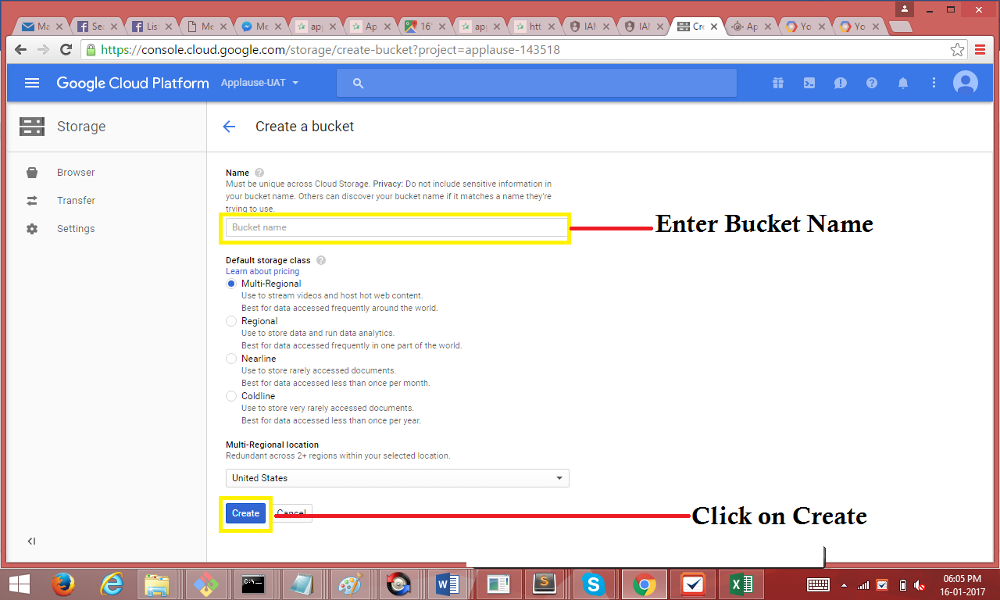 Ma
Sea
List
Me
Me
app
Ap
16
app
htt
IAM
IAM
Cre
Ap
Yo
Yo
https://console.cloud.google.com/storage/create-bucket?project=applause-143518
Google Cloud Platform
Applause-UAT
Storage
Create a bucket
Browser
Transfer
Settings
Name
Must be unique across Cloud Storage. Privacy: Do not include sensitive information in
your bucket name. Others can discover your bucket name if it matches a name they're
trying to use.
Bucket name
Enter Bucket Name
Default storage class
Learn about pricing
Multi-Regional
Use to stream videos and host hot web content.
Best for data accessed frequently around the world.
Regional
Use to store data and run data analytics.
Best for data accessed frequently in one part of the world.
Nearline
Use to store rarely accessed documents.
Best for data accessed less than once per month.
Coldline
Use to store very rarely accessed documents.
Best for data accessed less than once per year.
Multi-Regional location
Redundant across 2+ regions within your selected location.
United States
Create
Cancel
Click on Create
06:05 PM
16-01-2017